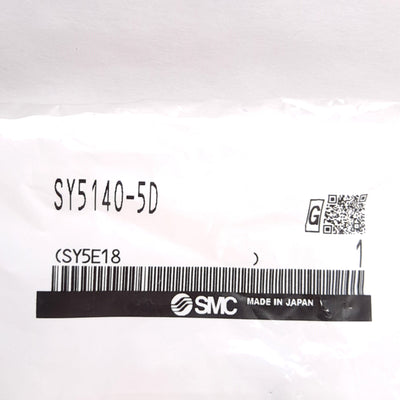 SY5140-5D
G
(SY5E18 ) 1
SMC MADE IN JAPAN